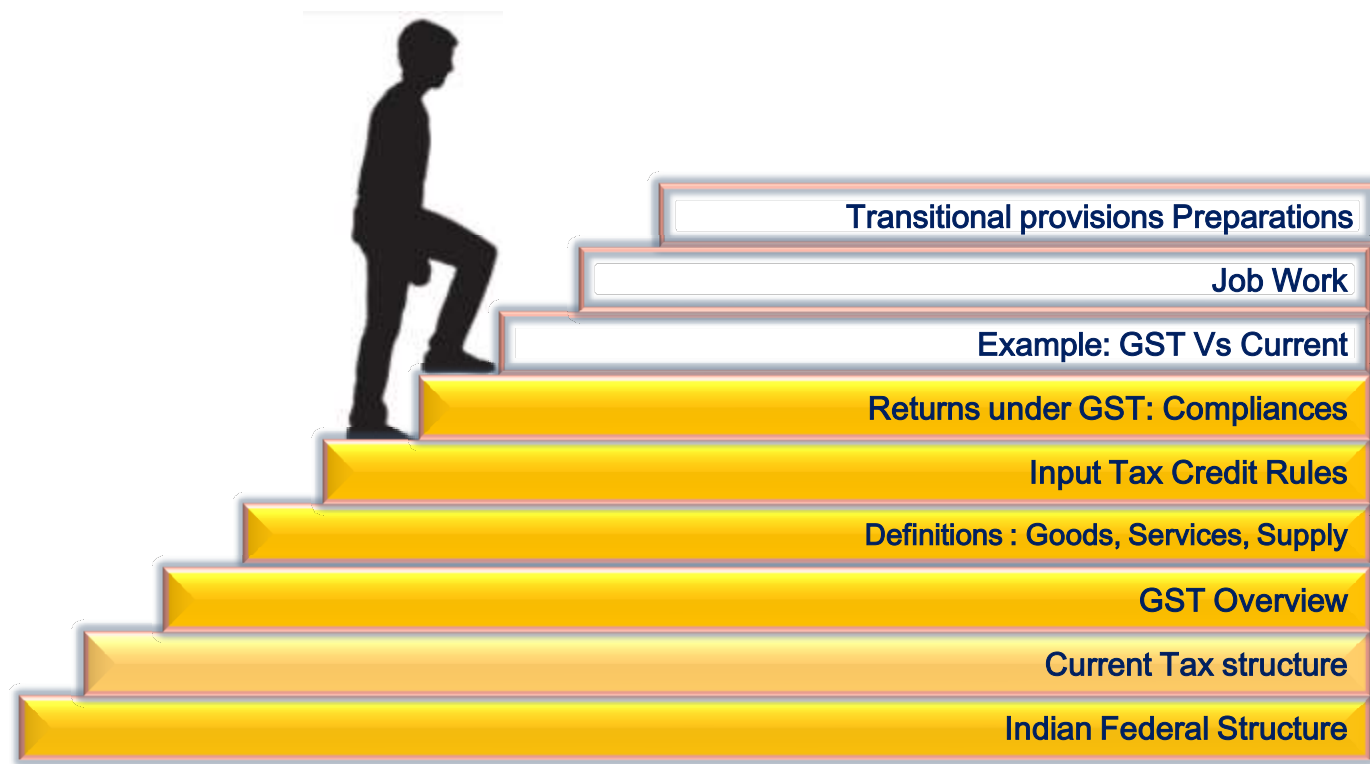 Transitional provisions Preparations
Job Work
Example: GST Vs Current
Returns under GST: Compliances
Input Tax Credit Rules
Definitions : Goods, Services, Supply
GST Overview
Current Tax structure
Indian Federal Structure